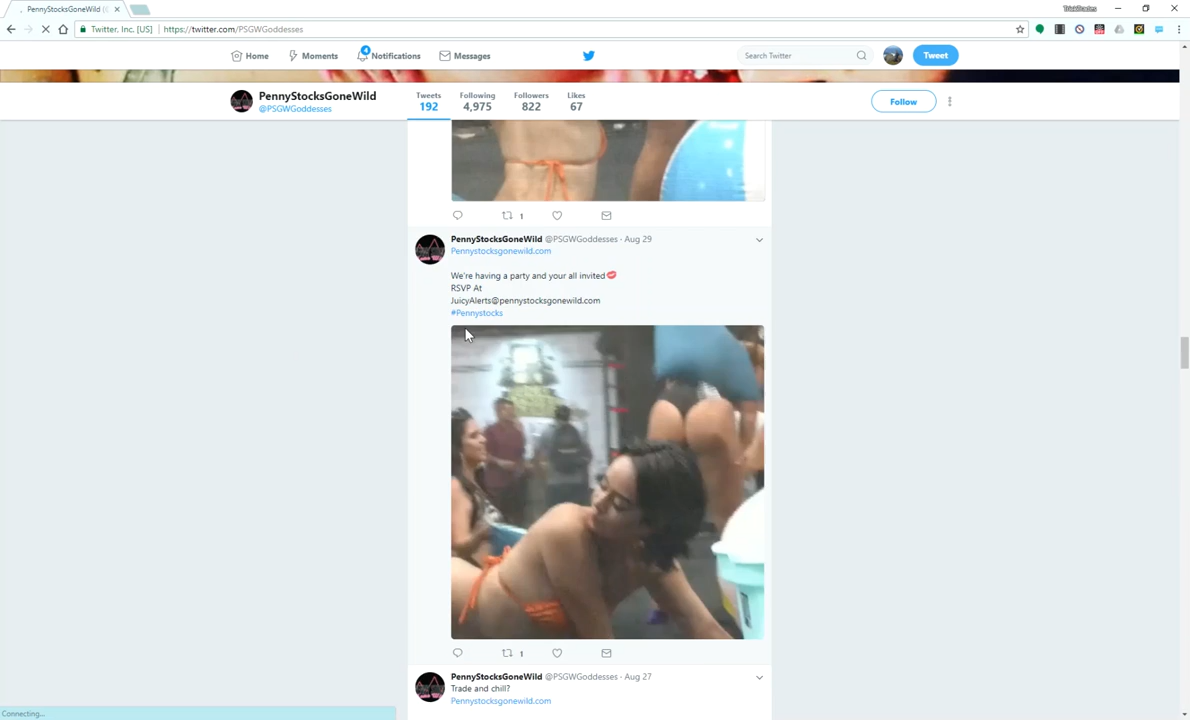 PennyStocksGoneWild (
TrickTrades
Twitter, Inc. [US]
https://twitter.com/PSGWGoddesses
Home
Moments
4
Notifications
Messages
Search Twitter
Tweet
PennyStocksGoneWild
@PSGWGoddesses
Tweets
192
Following
4,975
Followers
822
Likes
67
Follow
1
PennyStocksGoneWild @PSGWGoddesses · Aug 29
Pennystocksgonewild.com
We're having a party and your all invited
RSVP At
JuicyAlerts@pennystocksgonewild.com
#Pennystocks
1
PennyStocksGoneWild @PSGWGoddesses · Aug 27
Trade and chill?
Pennystocksgonewild.com
Connecting...